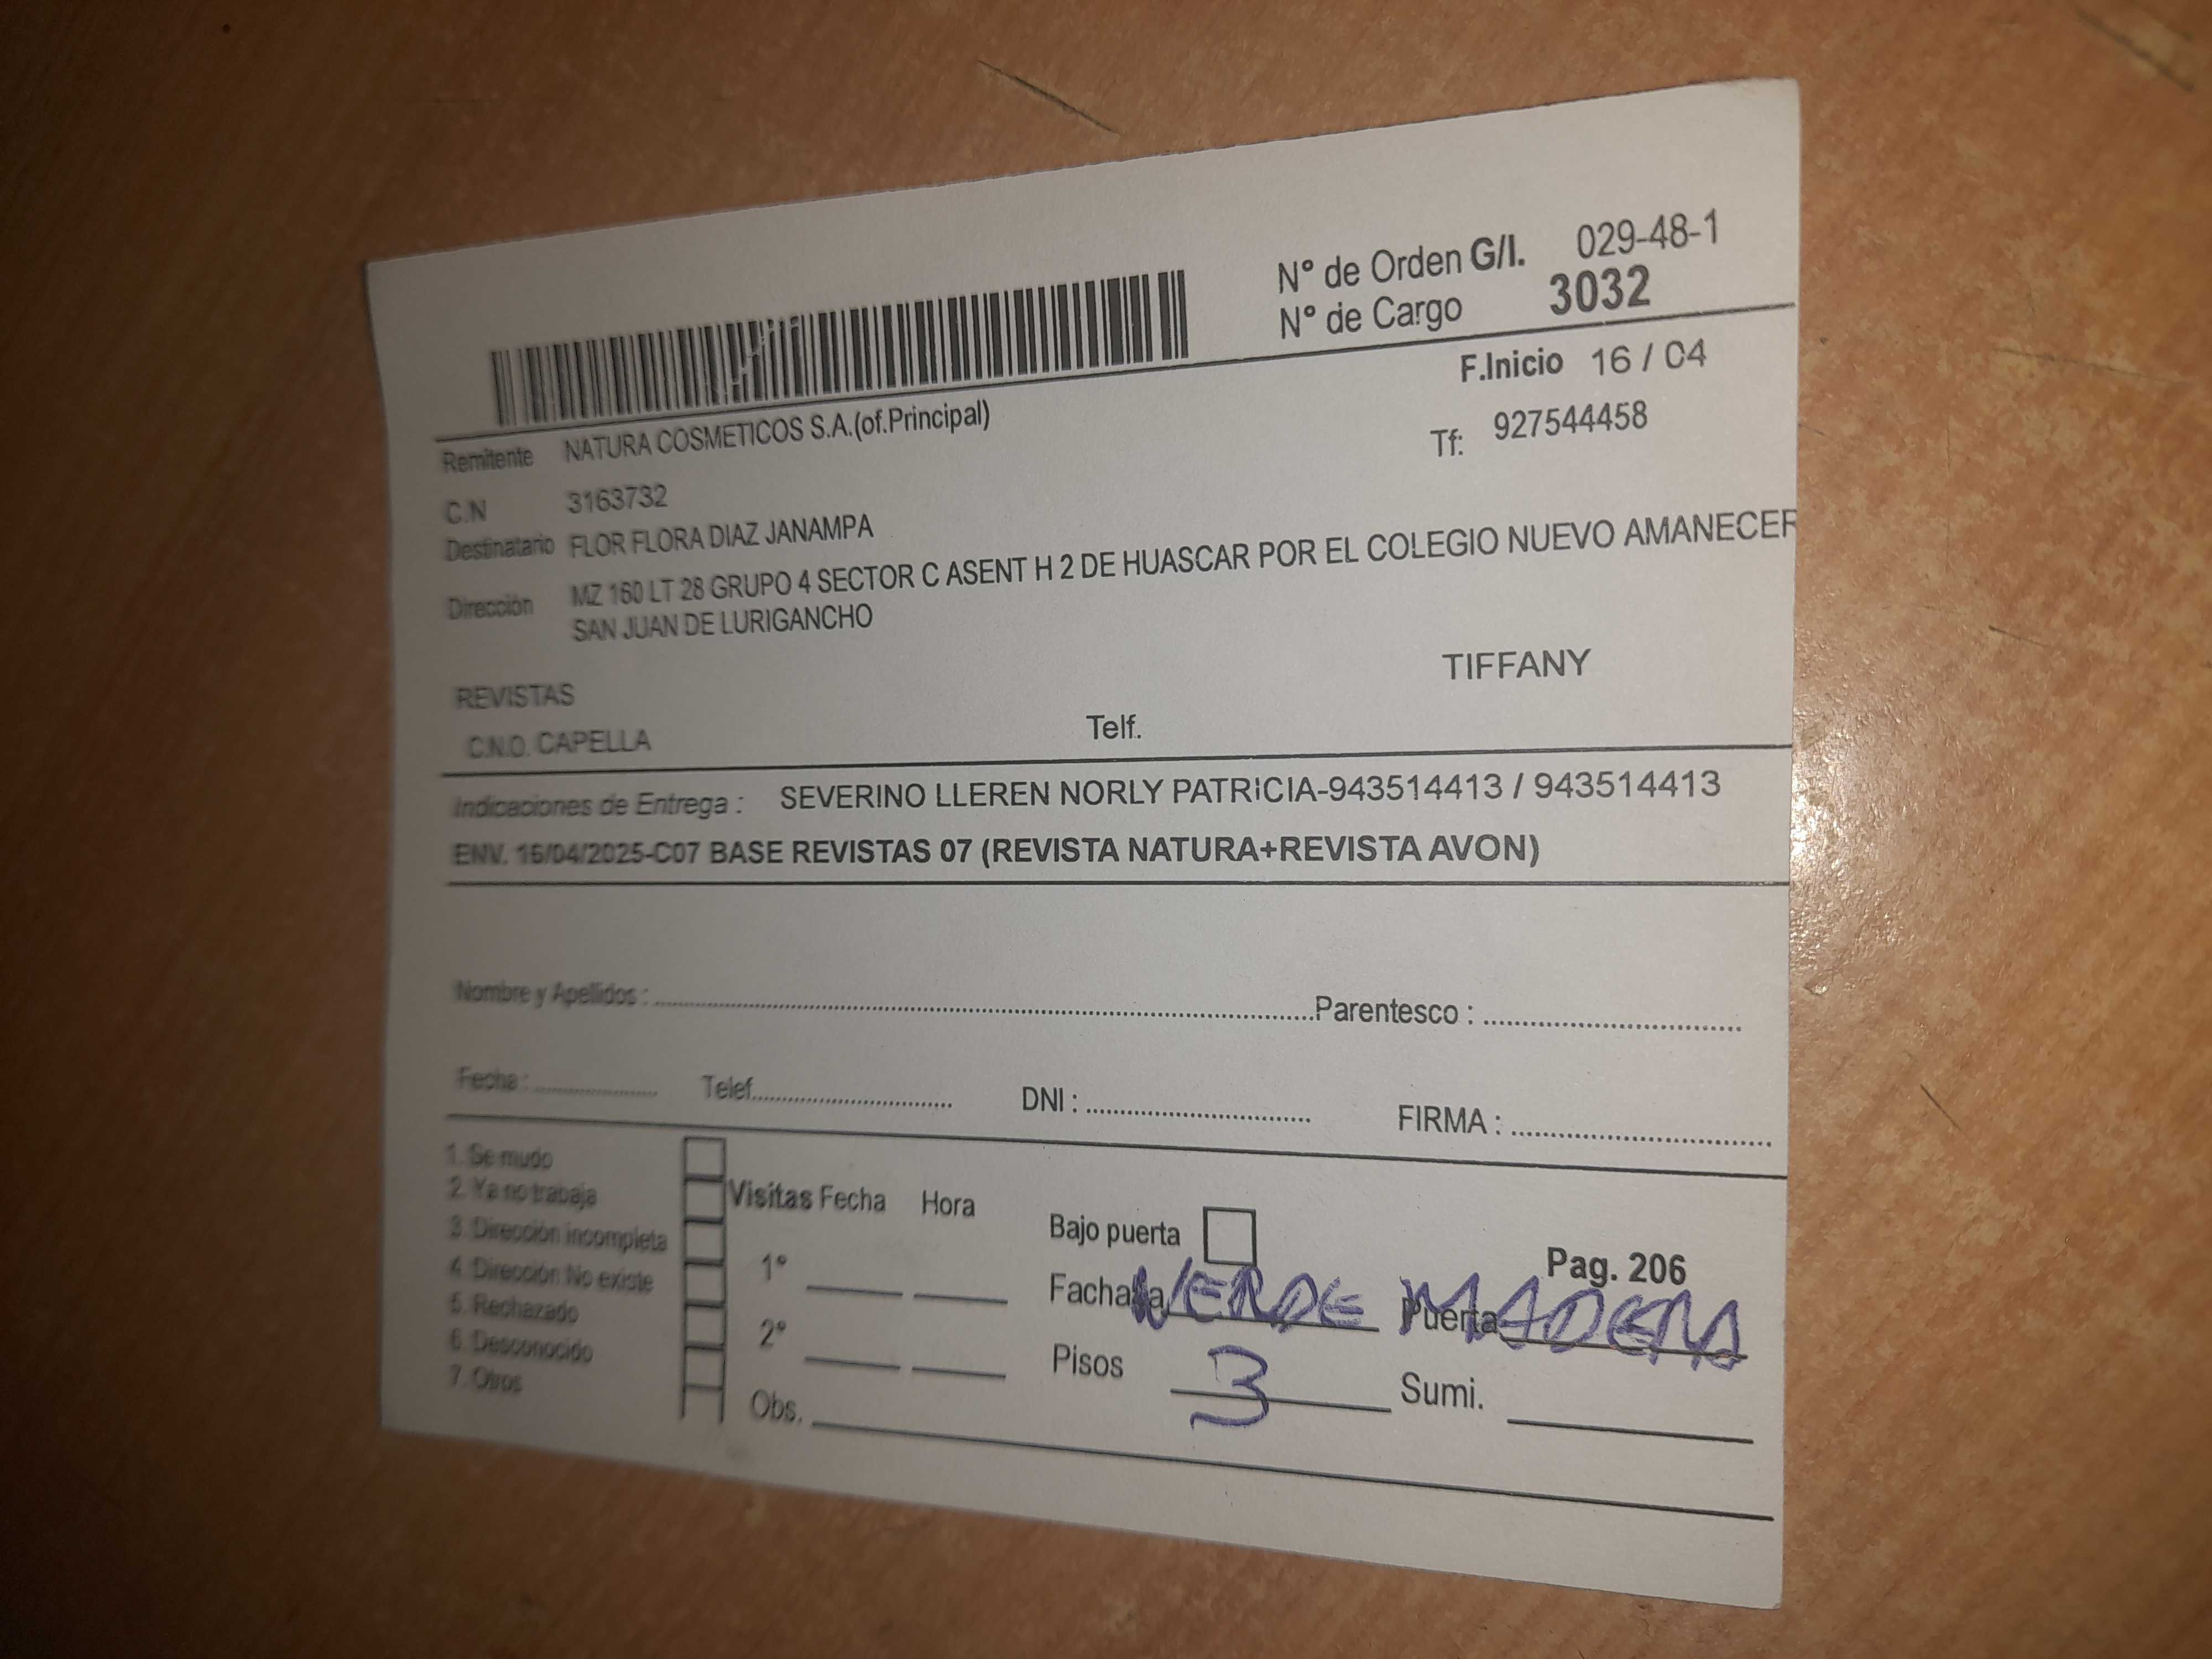 N° de Orden G/I. 029-48-1
N° de Cargo 3032
F.Inicio 16 / 04
Remitente NATURA COSMETICOS S.A.(of.Principal)
Tf: 927544458
C.N 3163732
Destinatario FLOR FLORA DIAZ JANAMPA
Dirección MZ 160 LT 28 GRUPO 4 SECTOR C ASENT H 2 DE HUASCAR POR EL COLEGIO NUEVO AMANECER
SAN JUAN DE LURIGANCHO
TIFFANY
REVISTAS
C.N.O. CAPELLA Telf.
Indicaciones de Entrega : SEVERINO LLEREN NORLY PATRICIA-943514413 / 943514413
ENV. 16/04/2025-C07 BASE REVISTAS 07 (REVISTA NATURA+REVISTA AVON)
Nombre y Apellidos : Parentesco :
Fecha : Telef. DNI : FIRMA :
1. Se mudo
2. Ya no trabaja
3. Dirección incompleta
4. Dirección No existe
5. Rechazado
6. Desconocido
7. Otros
Visitas Fecha Hora
1°
2°
Obs.
Bajo puerta
Pag. 206
Fachada VERDE Puerta MADERA
Pisos 3 Sumi.